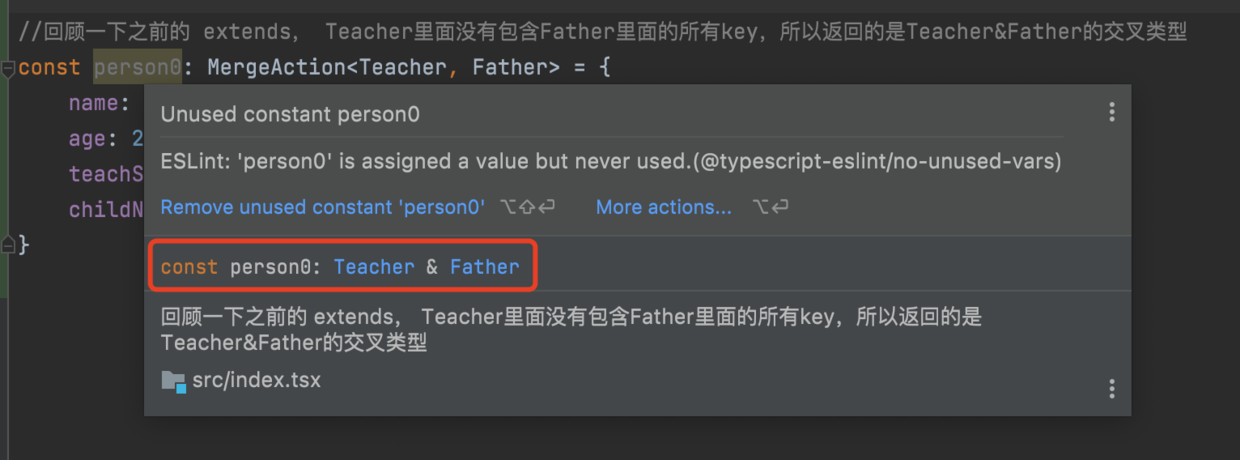 //回顾一下之前的 extends， Teacher里面没有包含Father里面的所有key，所以返回的是Teacher&Father的交叉类型
const person0: MergeAction<Teacher, Father> = {
name:
Unused constant person0
age: 2
ESLint: 'person0' is assigned a value but never used.(@typescript-eslint/no-unused-vars)
teachS
childN
Remove unused constant 'person0' ⌥⇧⏎ More actions... ⌥⏎
}
const person0: Teacher & Father
回顾一下之前的 extends， Teacher里面没有包含Father里面的所有key，所以返回的是
Teacher&Father的交叉类型
src/index.tsx